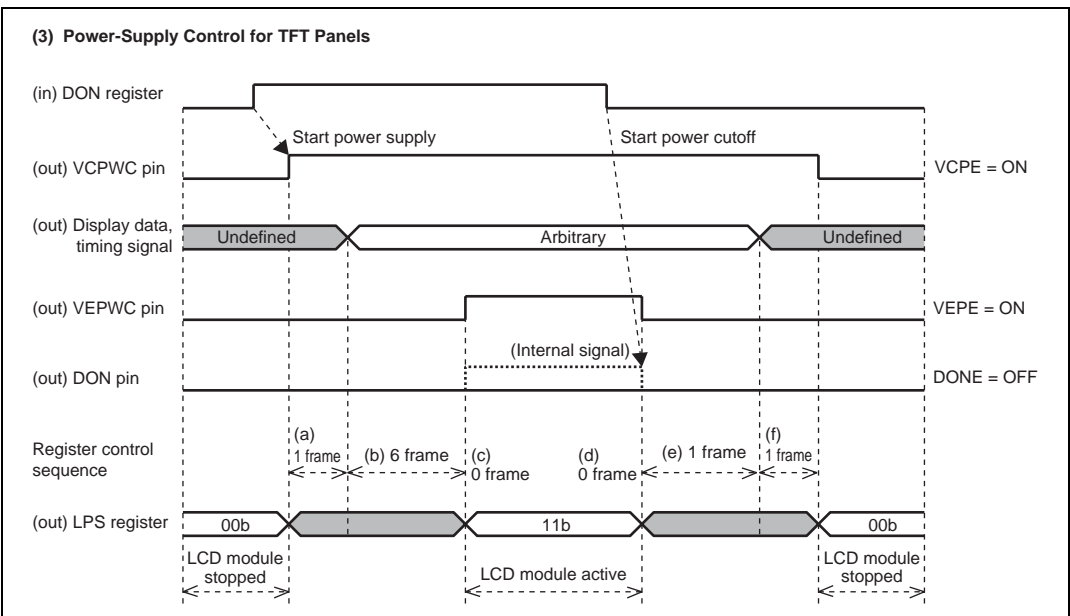 (3) Power-Supply Control for TFT Panels
(in) DON register
Start power supply
Start power cutoff
(out) VCPWC pin
VCPE = ON
(out) Display data,
timing signal
Undefined
Arbitrary
Undefined
(out) VEPWC pin
VEPE = ON
(Internal signal)
(out) DON pin
DONE = OFF
Register control
sequence
(a)
1 frame
(b) 6 frame
(c)
0 frame
(d)
0 frame
(e) 1 frame
(f)
1 frame
(out) LPS register
00b
11b
00b
LCD module
stopped
LCD module active
LCD module
stopped